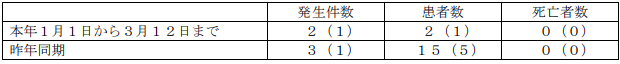 発生件数 患者数 死亡者数
本年１月１日から３月１２日まで ２（１） ２（１） ０（０）
昨年同期 ３（１） １５（５） ０（０）